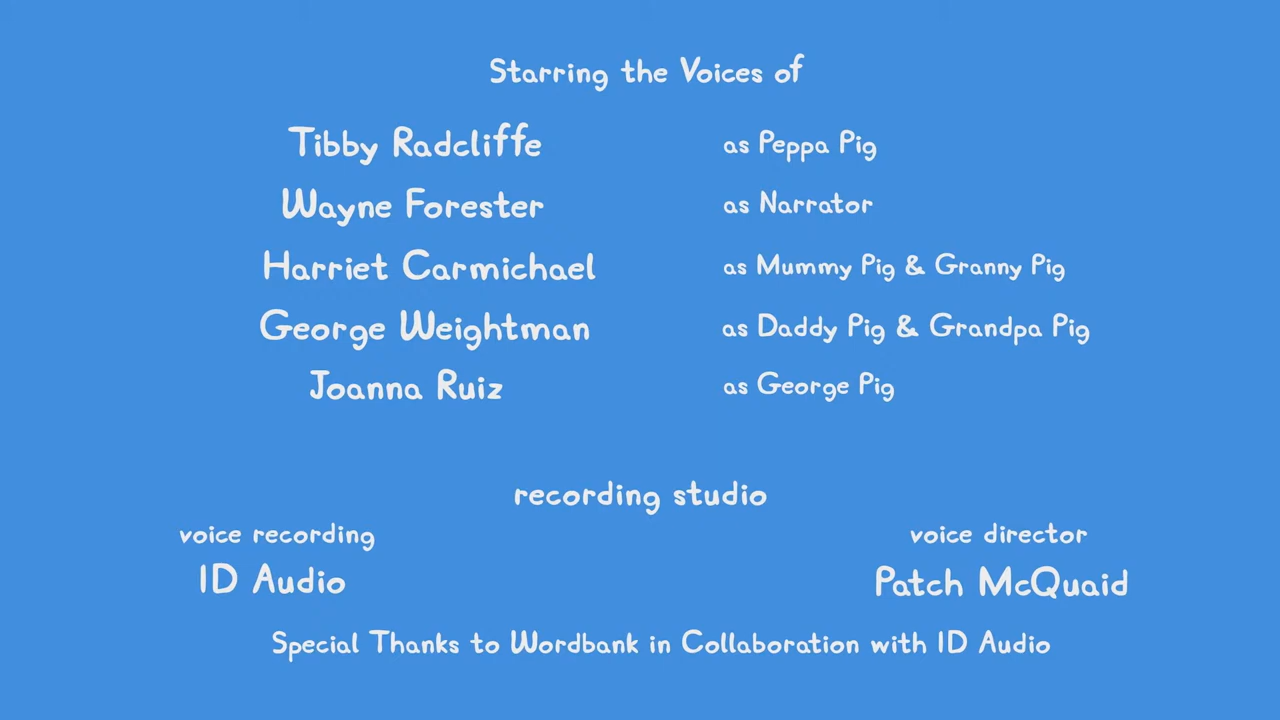 Starring the Voices of
Tibby Radcliffe as Peppa Pig
Wayne Forester as Narrator
Harriet Carmichael as Mummy Pig & Granny Pig
George Weightman as Daddy Pig & Grandpa Pig
Joanna Ruiz as George Pig
recording studio
voice recording voice director
ID Audio Patch McQuaid
Special Thanks to Wordbank in Collaboration with ID Audio